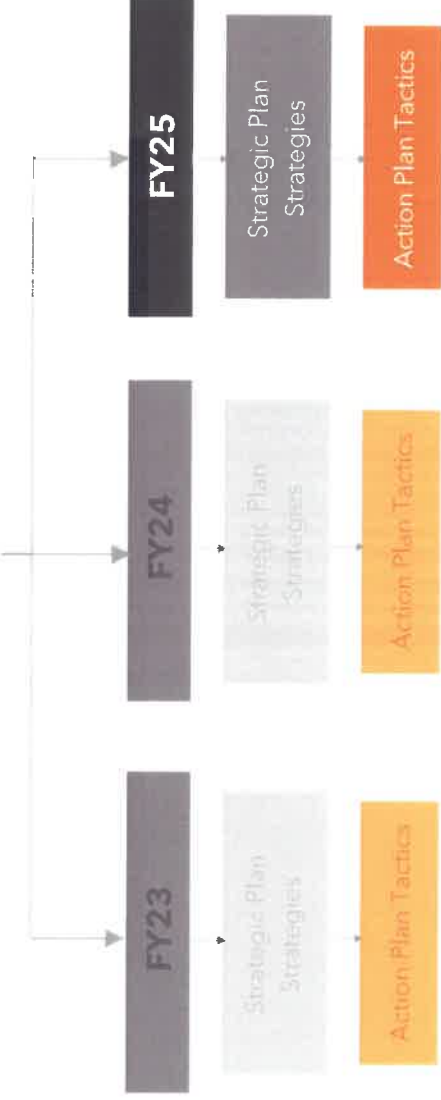 FY23
Strategic Plan
Strategies
Action Plan Tactics
FY24
Strategic Plan
Strategies
Action Plan Tactics
FY25
Strategic Plan
Strategies
Action Plan Tactics